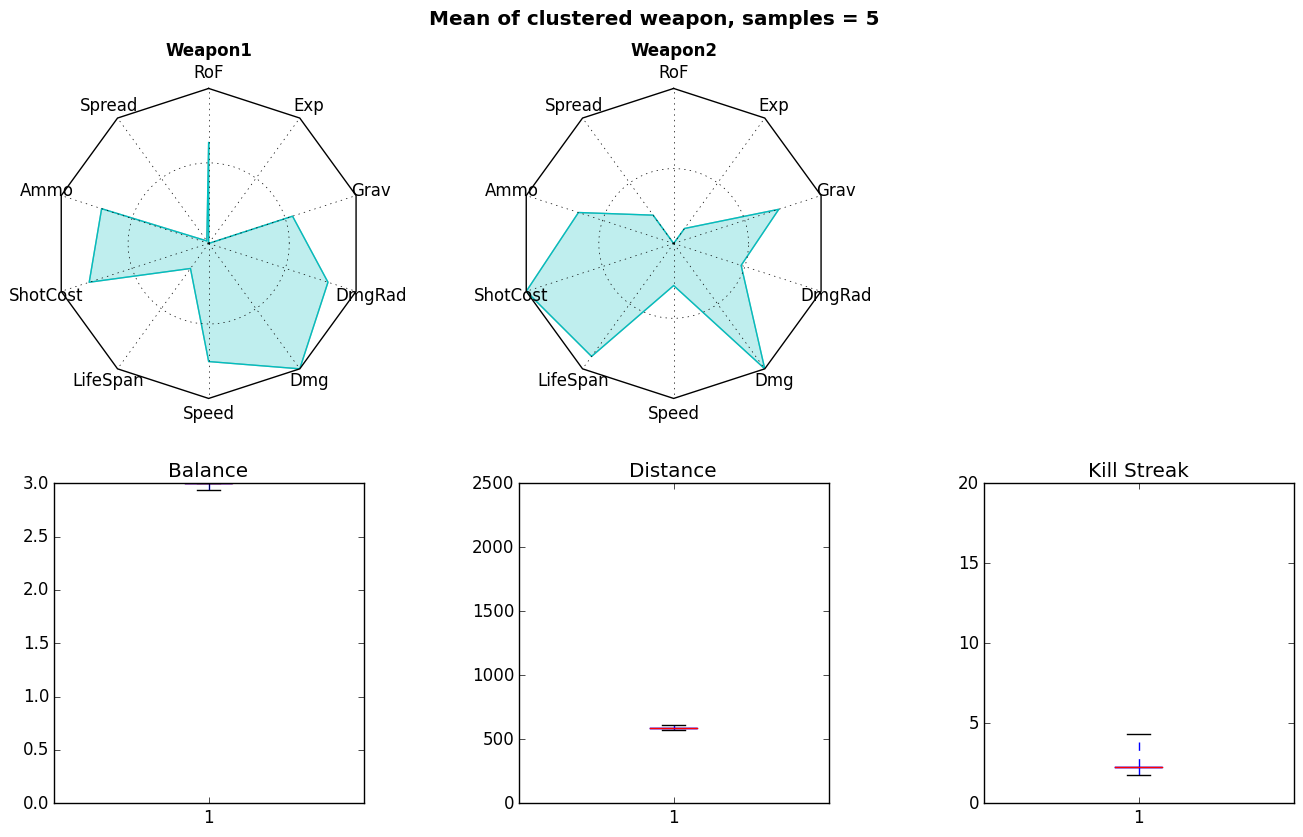 Mean of clustered weapon, samples = 5
Weapon1
RoF
Spread
Exp
Ammo
Grav
ShotCost
DmgRad
LifeSpan
Dmg
Speed
Weapon2
RoF
Spread
Exp
Ammo
Grav
ShotCost
DmgRad
LifeSpan
Dmg
Speed
Balance
3.0
2.5
2.0
1.5
1.0
0.5
0.0
1
Distance
2500
2000
1500
1000
500
0
1
Kill Streak
20
15
10
5
0
1